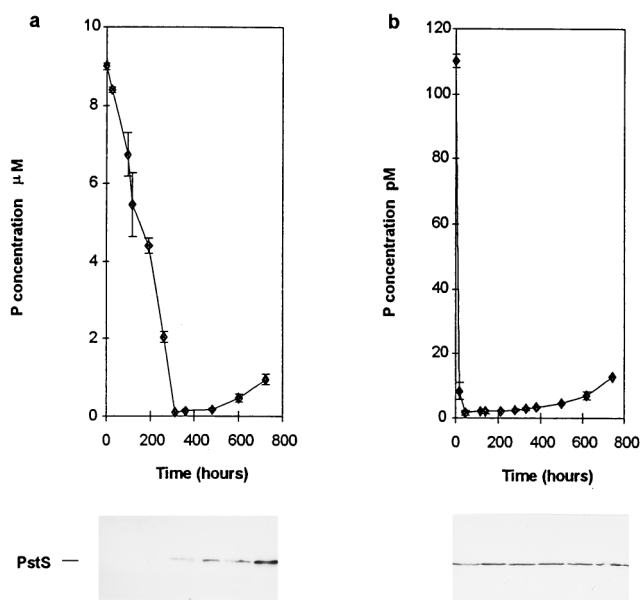 a
10
8
6
4
2
0
P concentration μM
0 200 400 600 800
Time (hours)
b
120
100
80
60
40
20
0
P concentration pM
0 200 400 600 800
Time (hours)
PstS —